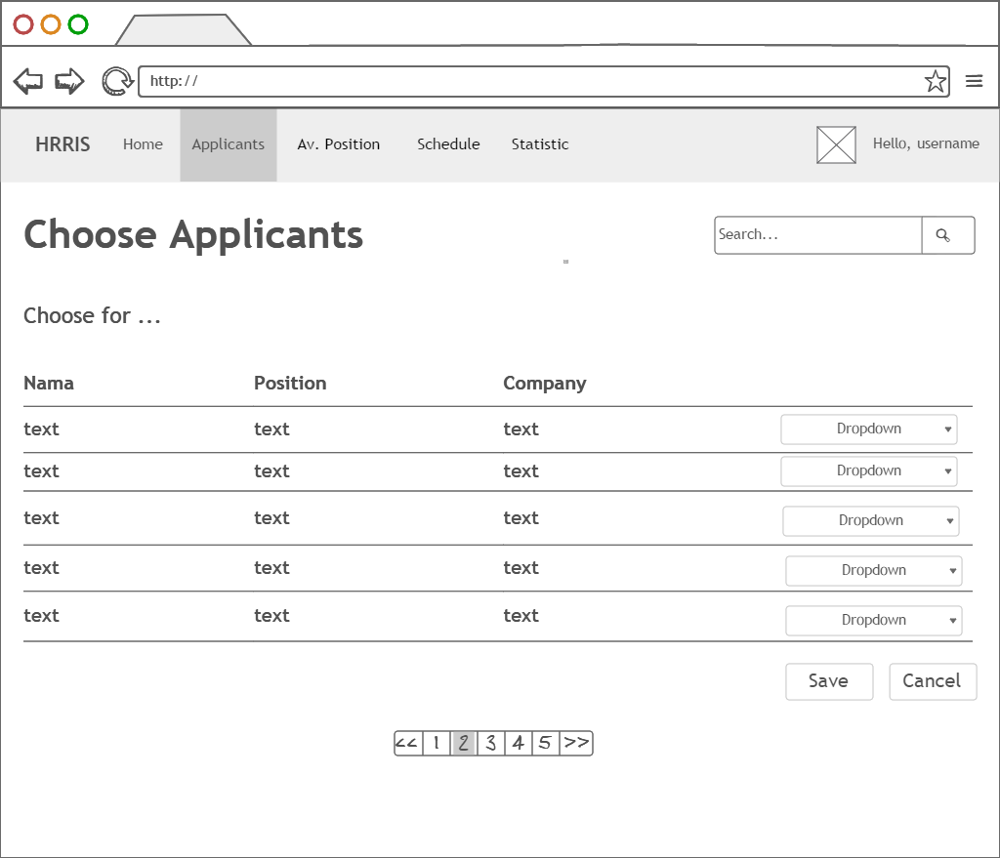 http://
HRRIS Home Applicants Av. Position Schedule Statistic Hello, username
Choose Applicants
Search...
Choose for ...
Nama Position Company
text text text Dropdown
text text text Dropdown
text text text Dropdown
text text text Dropdown
text text text Dropdown
Save Cancel
<< 1 2 3 4 5 >>